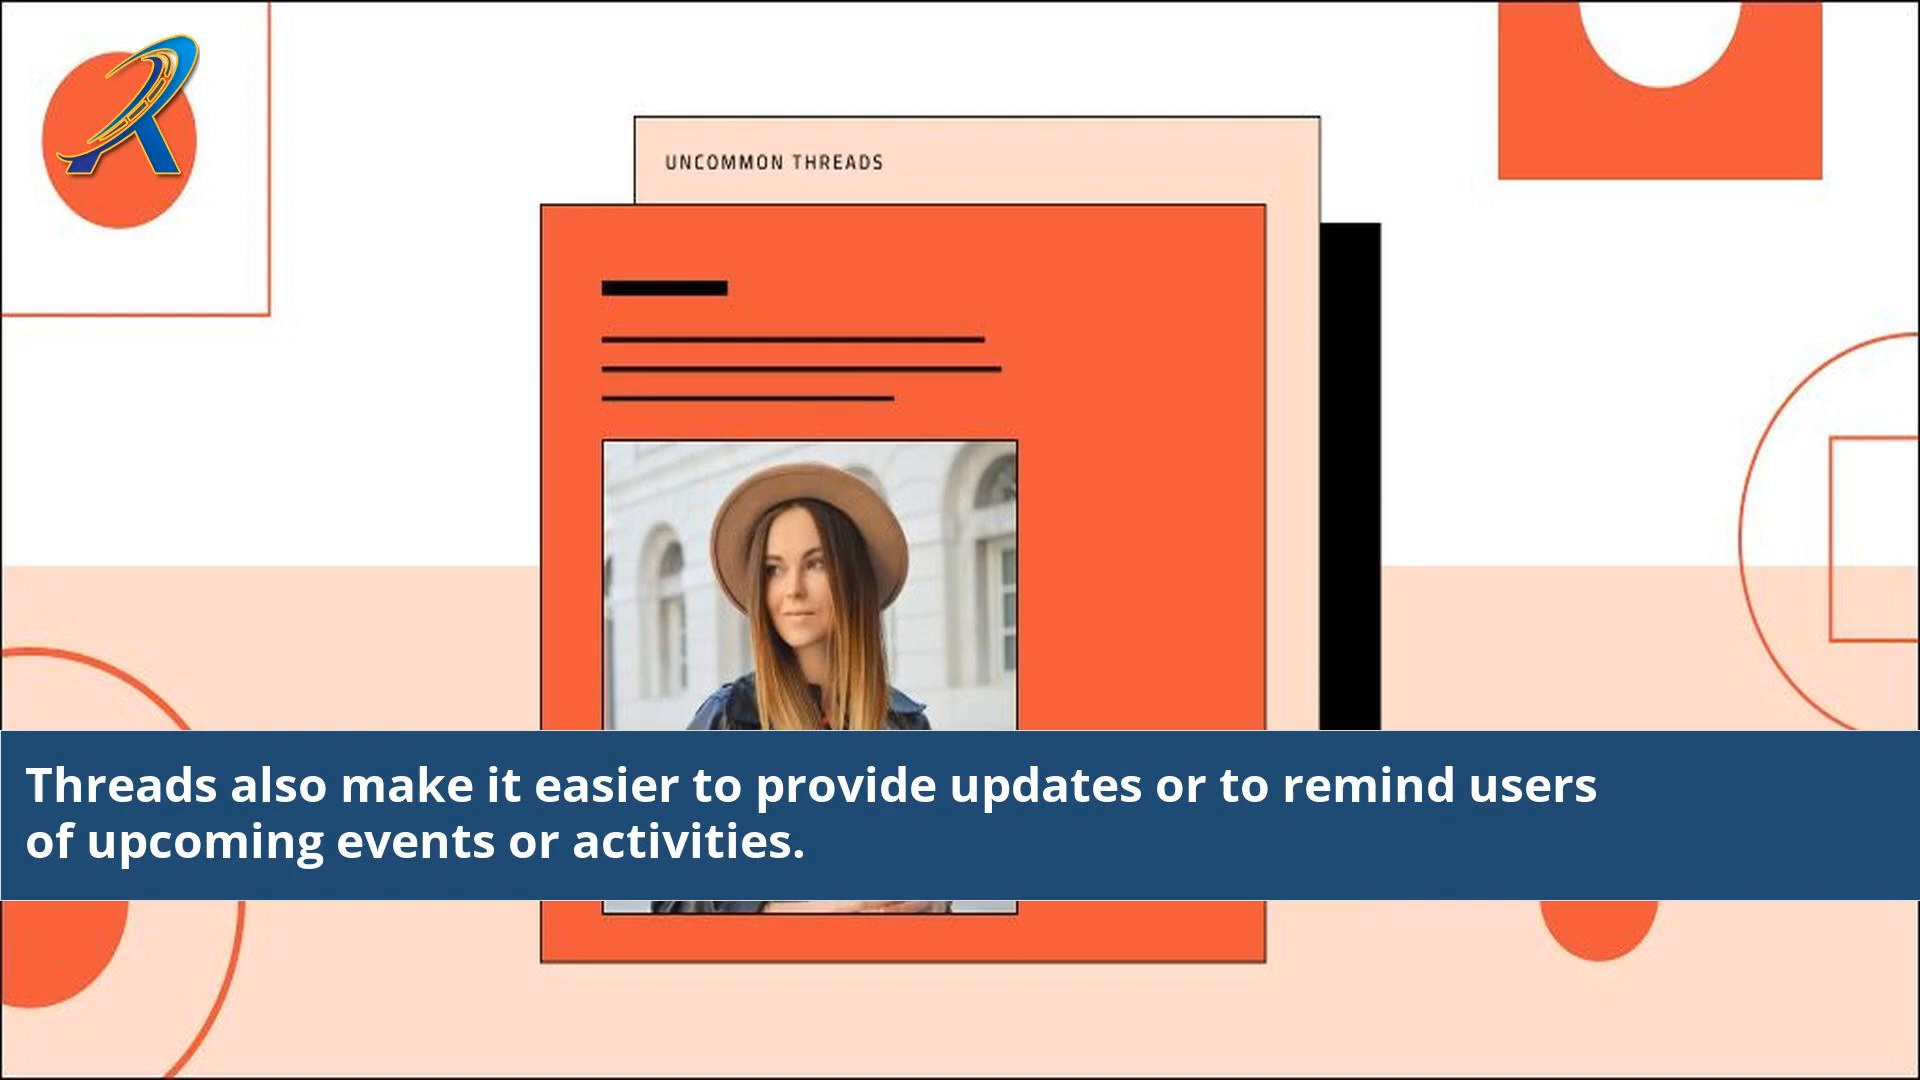 UNCOMMON THREADS
Threads also make it easier to provide updates or to remind users
of upcoming events or activities.